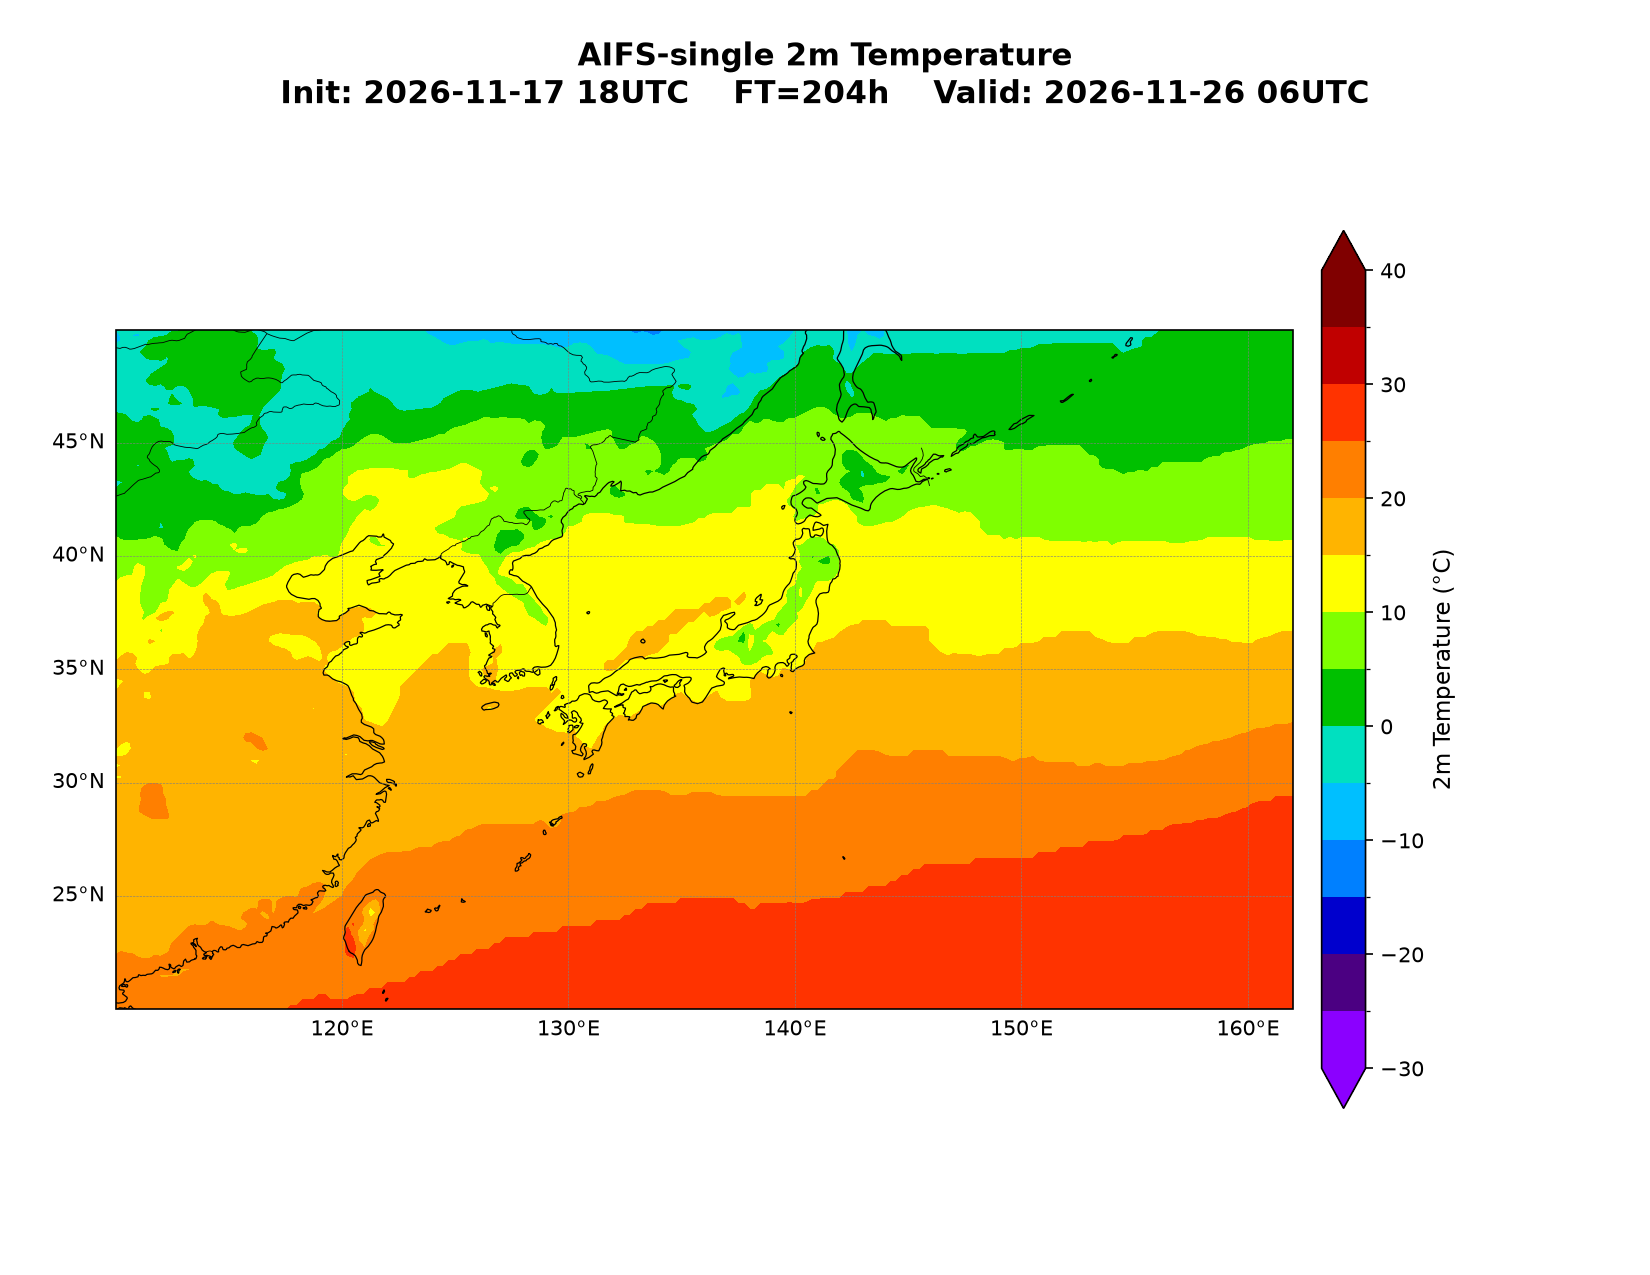 AIFS-single 2m Temperature
Init: 2026-11-17 18UTC    FT=204h    Valid: 2026-11-26 06UTC
45°N
40°N
35°N
30°N
25°N
120°E
130°E
140°E
150°E
160°E
40
30
20
10
0
−10
−20
−30
2m Temperature (°C)